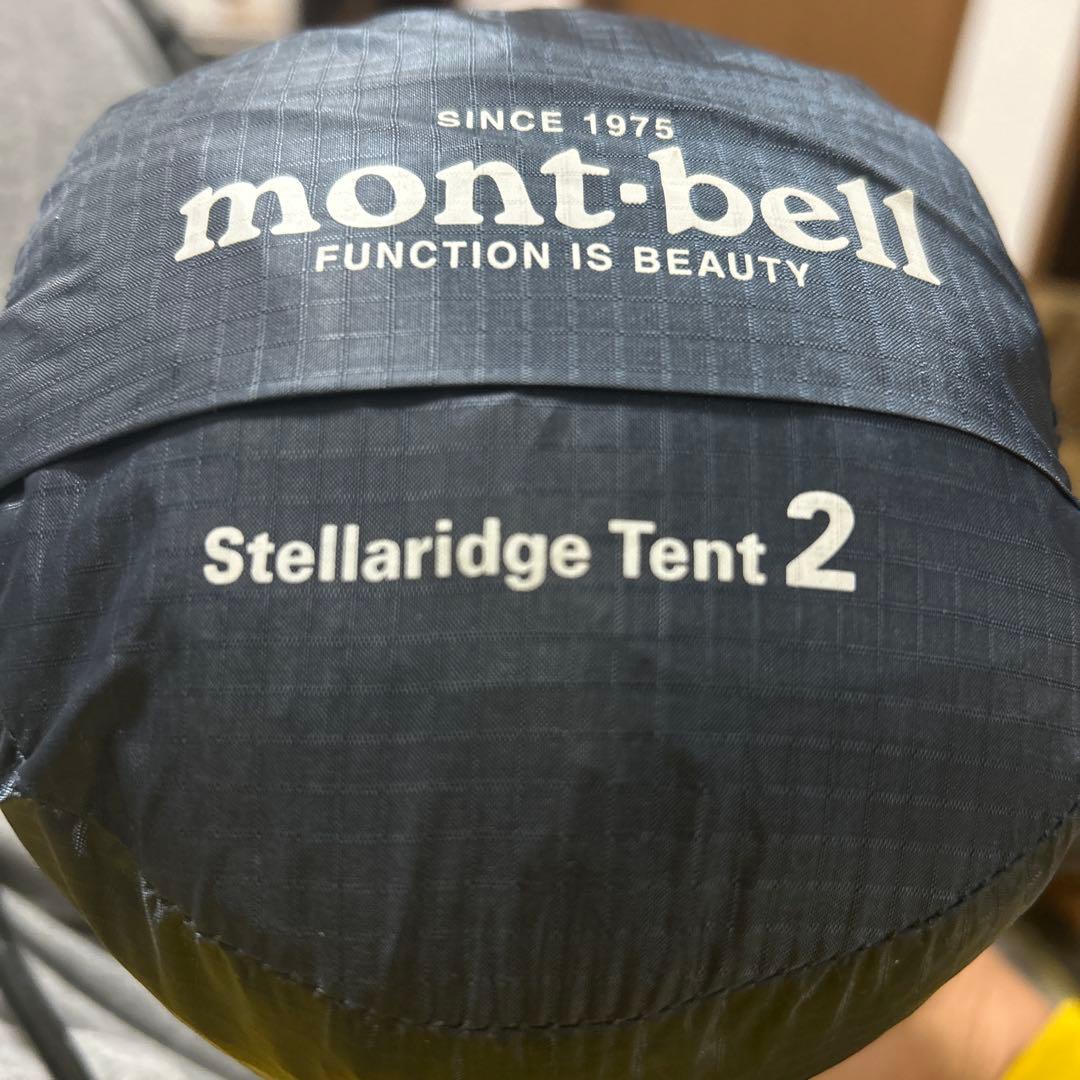 SINCE 1975
mont-bell
FUNCTION IS BEAUTY
Stellaridge Tent 2